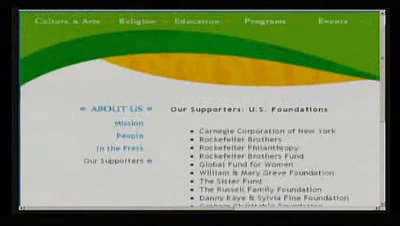 Culture & Arts Religion Education Programs Events
ABOUT US
Mission
People
In the Press
Our Supporters
Our Supporters: U.S. Foundations
Carnegie Corporation of New York
Rockefeller Brothers
Rockefeller Philanthropy
Rockefeller Brothers Fund
Global Fund for Women
William & Mary Greve Foundation
The Sister Fund
The Russell Family Foundation
Danny Kaye & Sylvia Fine Foundation